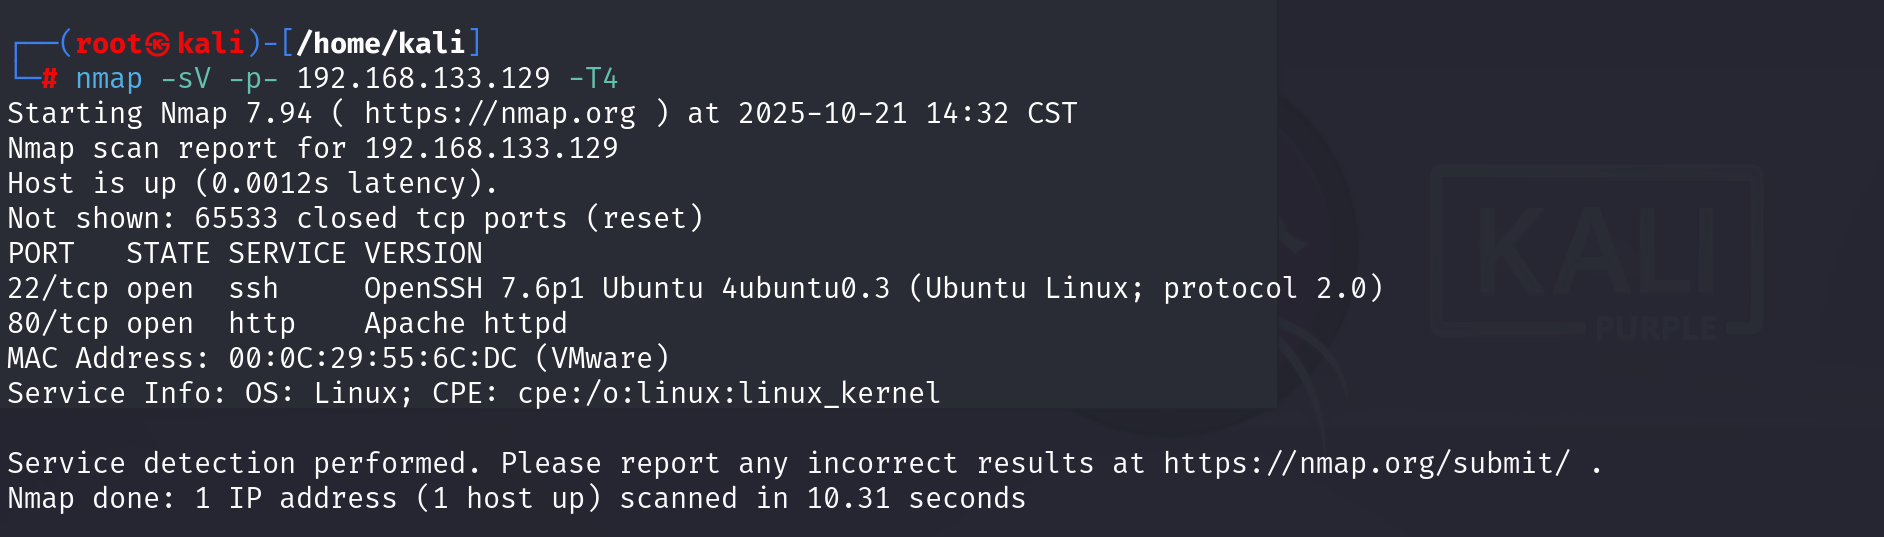 ┌──(root㉿kali)-[/home/kali]
└─# nmap -sV -p- 192.168.133.129 -T4
Starting Nmap 7.94 ( https://nmap.org ) at 2025-10-21 14:32 CST
Nmap scan report for 192.168.133.129
Host is up (0.0012s latency).
Not shown: 65533 closed tcp ports (reset)
PORT   STATE SERVICE VERSION
22/tcp open  ssh     OpenSSH 7.6p1 Ubuntu 4ubuntu0.3 (Ubuntu Linux; protocol 2.0)
80/tcp open  http    Apache httpd
MAC Address: 00:0C:29:55:6C:DC (VMware)
Service Info: OS: Linux; CPE: cpe:/o:linux:linux_kernel
Service detection performed. Please report any incorrect results at https://nmap.org/submit/ .
Nmap done: 1 IP address (1 host up) scanned in 10.31 seconds
KALI
PURPLE